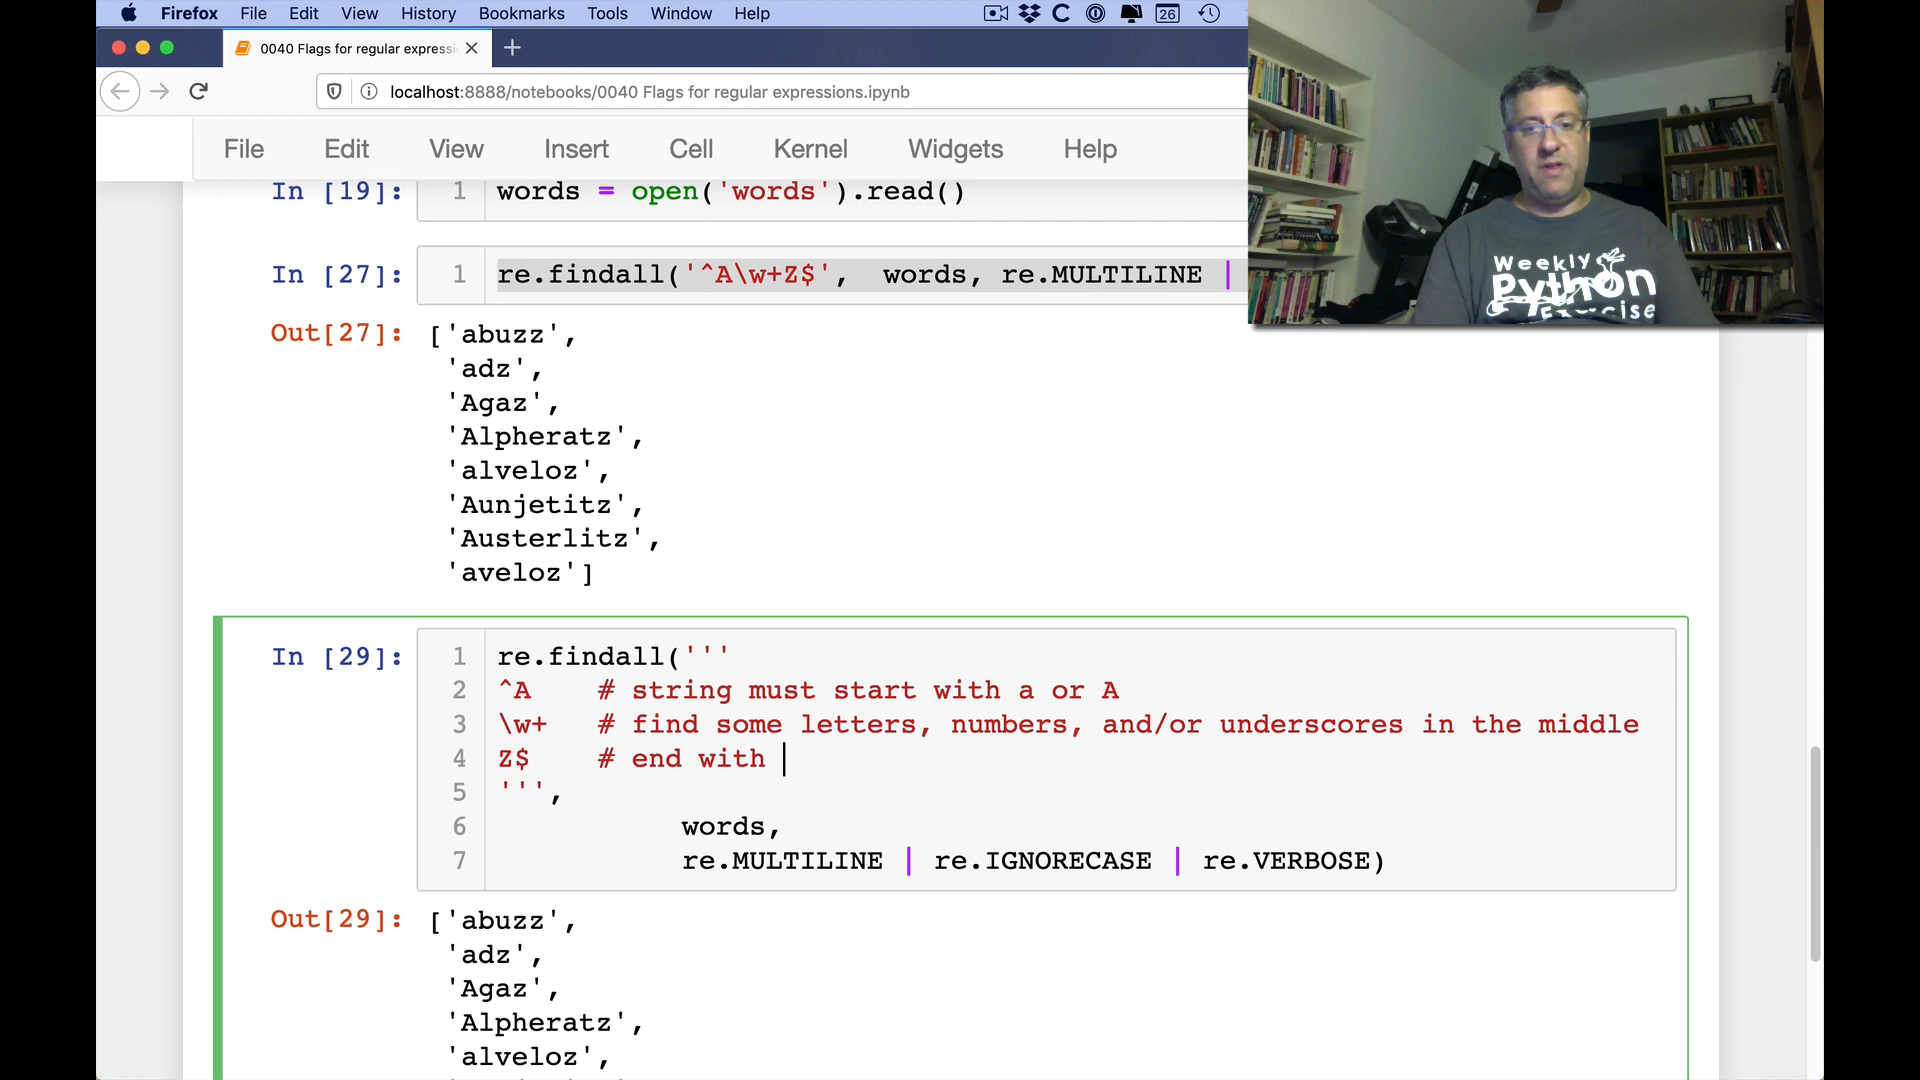 Firefox File Edit View History Bookmarks Tools Window Help 26
0040 Flags for regular expressi
localhost:8888/notebooks/0040 Flags for regular expressions.ipynb
File Edit View Insert Cell Kernel Widgets Help
In [19]: 1 words = open('words').read()
In [27]: 1 re.findall('^A\w+Z$', words, re.MULTILINE |
Out[27]: ['abuzz',
'adz',
'Agaz',
'Alpheratz',
'alveloz',
'Aunjetitz',
'Austerlitz',
'aveloz']
In [29]: 1 re.findall('''
2 ^A # string must start with a or A
3 \w+ # find some letters, numbers, and/or underscores in the middle
4 Z$ # end with
5 ''',
6 words,
7 re.MULTILINE | re.IGNORECASE | re.VERBOSE)
Out[29]: ['abuzz',
'adz',
'Agaz',
'Alpheratz',
'alveloz',
Weekly
Python
Exercise